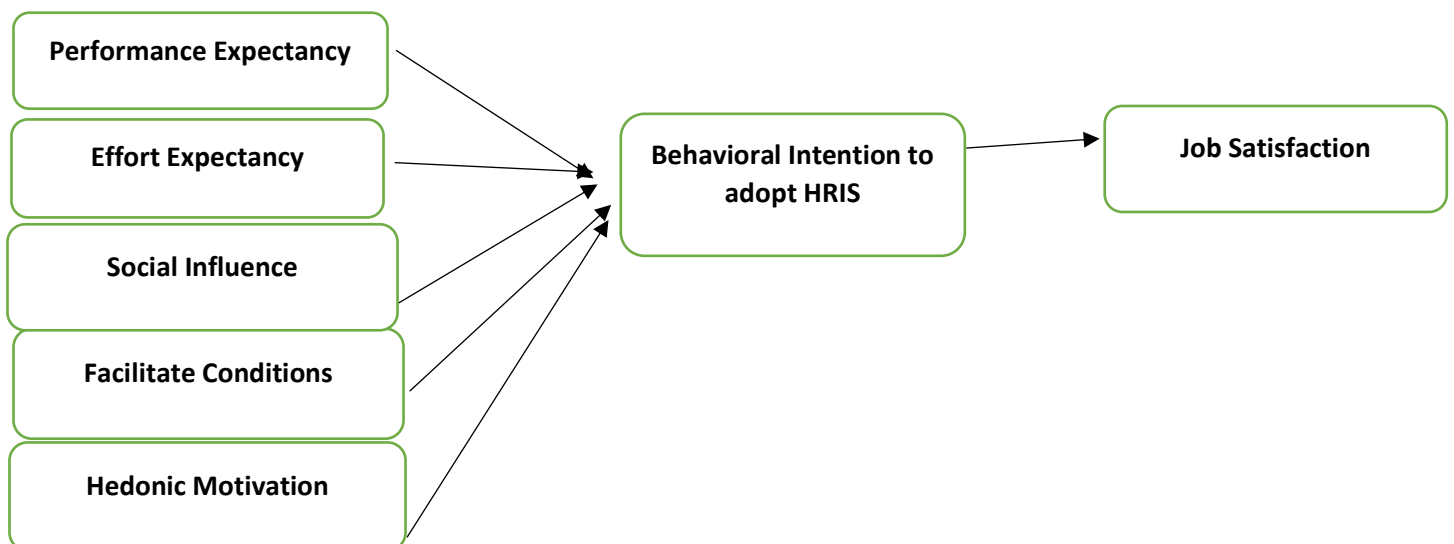 Performance Expectancy
Effort Expectancy
Social Influence
Facilitate Conditions
Hedonic Motivation
Behavioral Intention to
adopt HRIS
Job Satisfaction